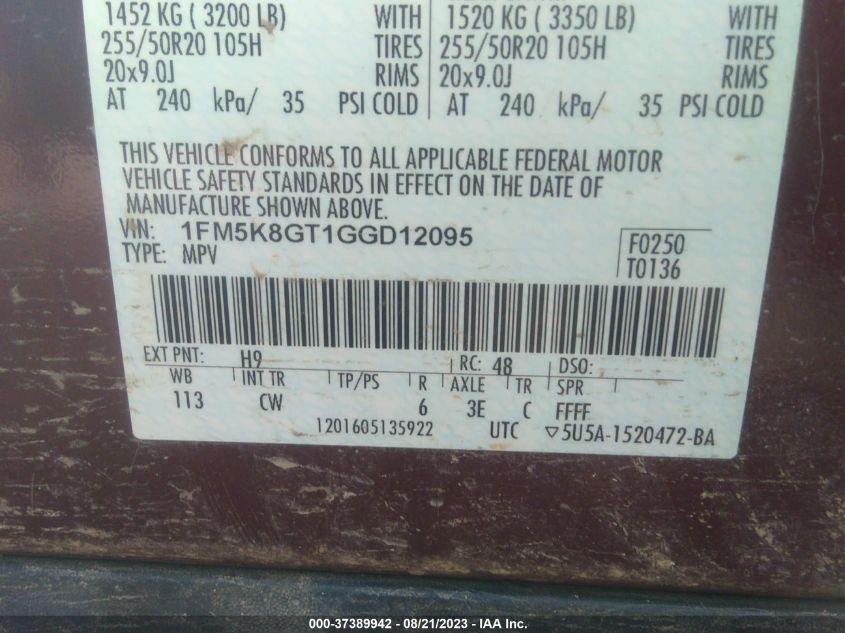 1452 KG ( 3200 LB) WITH
255/50R20 105H TIRES
20x9.0J RIMS
AT 240 kPa/ 35 PSI COLD
1520 KG ( 3350 LB) WITH
255/50R20 105H TIRES
20x9.0J RIMS
AT 240 kPa/ 35 PSI COLD
THIS VEHICLE CONFORMS TO ALL APPLICABLE FEDERAL MOTOR
VEHICLE SAFETY STANDARDS IN EFFECT ON THE DATE OF
MANUFACTURE SHOWN ABOVE.
VIN: 1FM5K8GT1GGD12095
TYPE: MPV
F0250
T0136
EXT PNT: H9 RC: 48 DSO:
WB INT TR TP/PS R AXLE TR SPR
113 CW 6 3E C FFFF
1201605135922 UTC ▽5U5A-1520472-BA
000-37389942 - 08/21/2023 - IAA Inc.